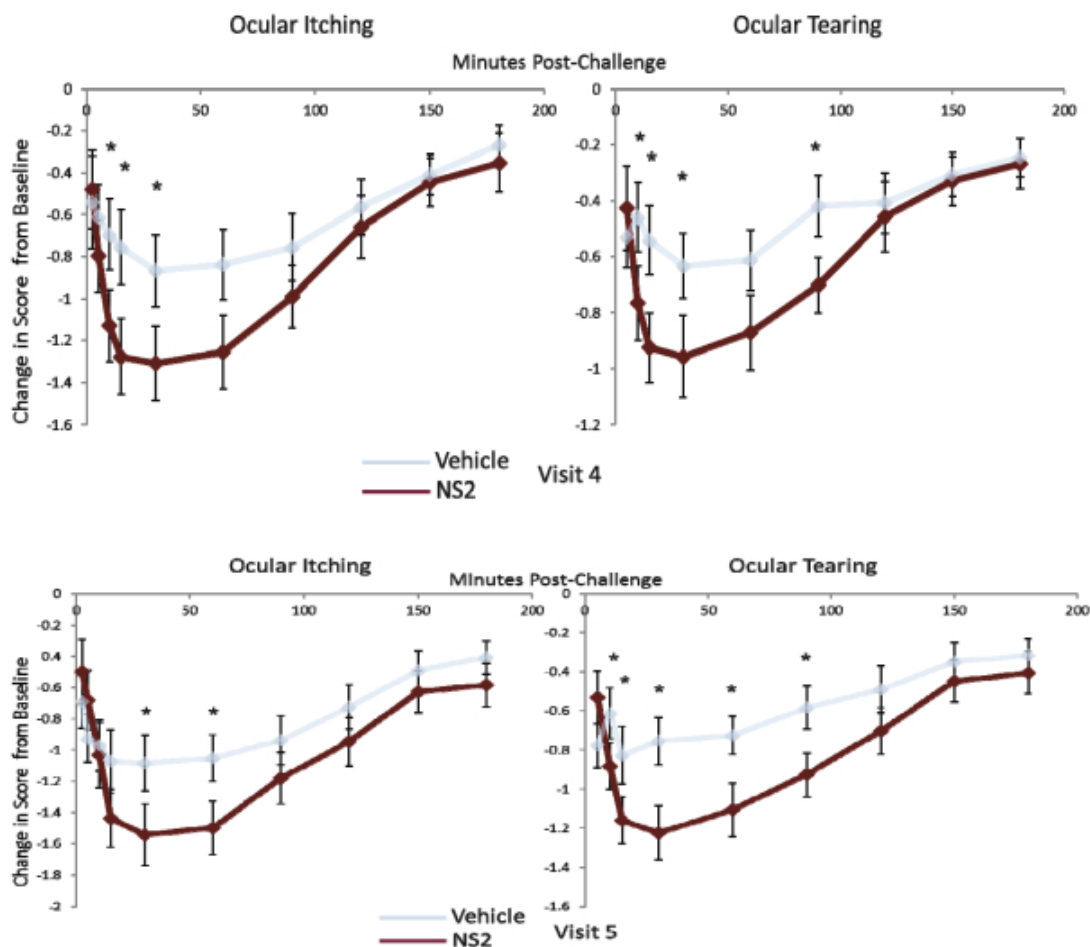 Ocular Itching Ocular Tearing
Minutes Post-Challenge
0 0
0 50 100 150 200 0 50 100 150 200
-0.2 -0.2
* *
-0.4 * -0.4 * *
* *
-0.6 -0.6
-0.8
-1 -0.8
-1.2 -1
-1.4
-1.6 -1.2
Change in Score from Baseline
Vehicle
NS2
Visit 4
Ocular Itching Ocular Tearing
Minutes Post-Challenge
0 0
0 50 100 150 200 0 50 100 150 200
0.2 -0.2
-0.4
-0.6 -0.4 * *
*
-0.8 * * -0.6 * *
-1 -0.8
-1.2 -1
-1.4
-1.6 -1.2
-1.8 -1.4
-2 -1.6
Change in Score from Baseline
Vehicle
NS2
Visit 5